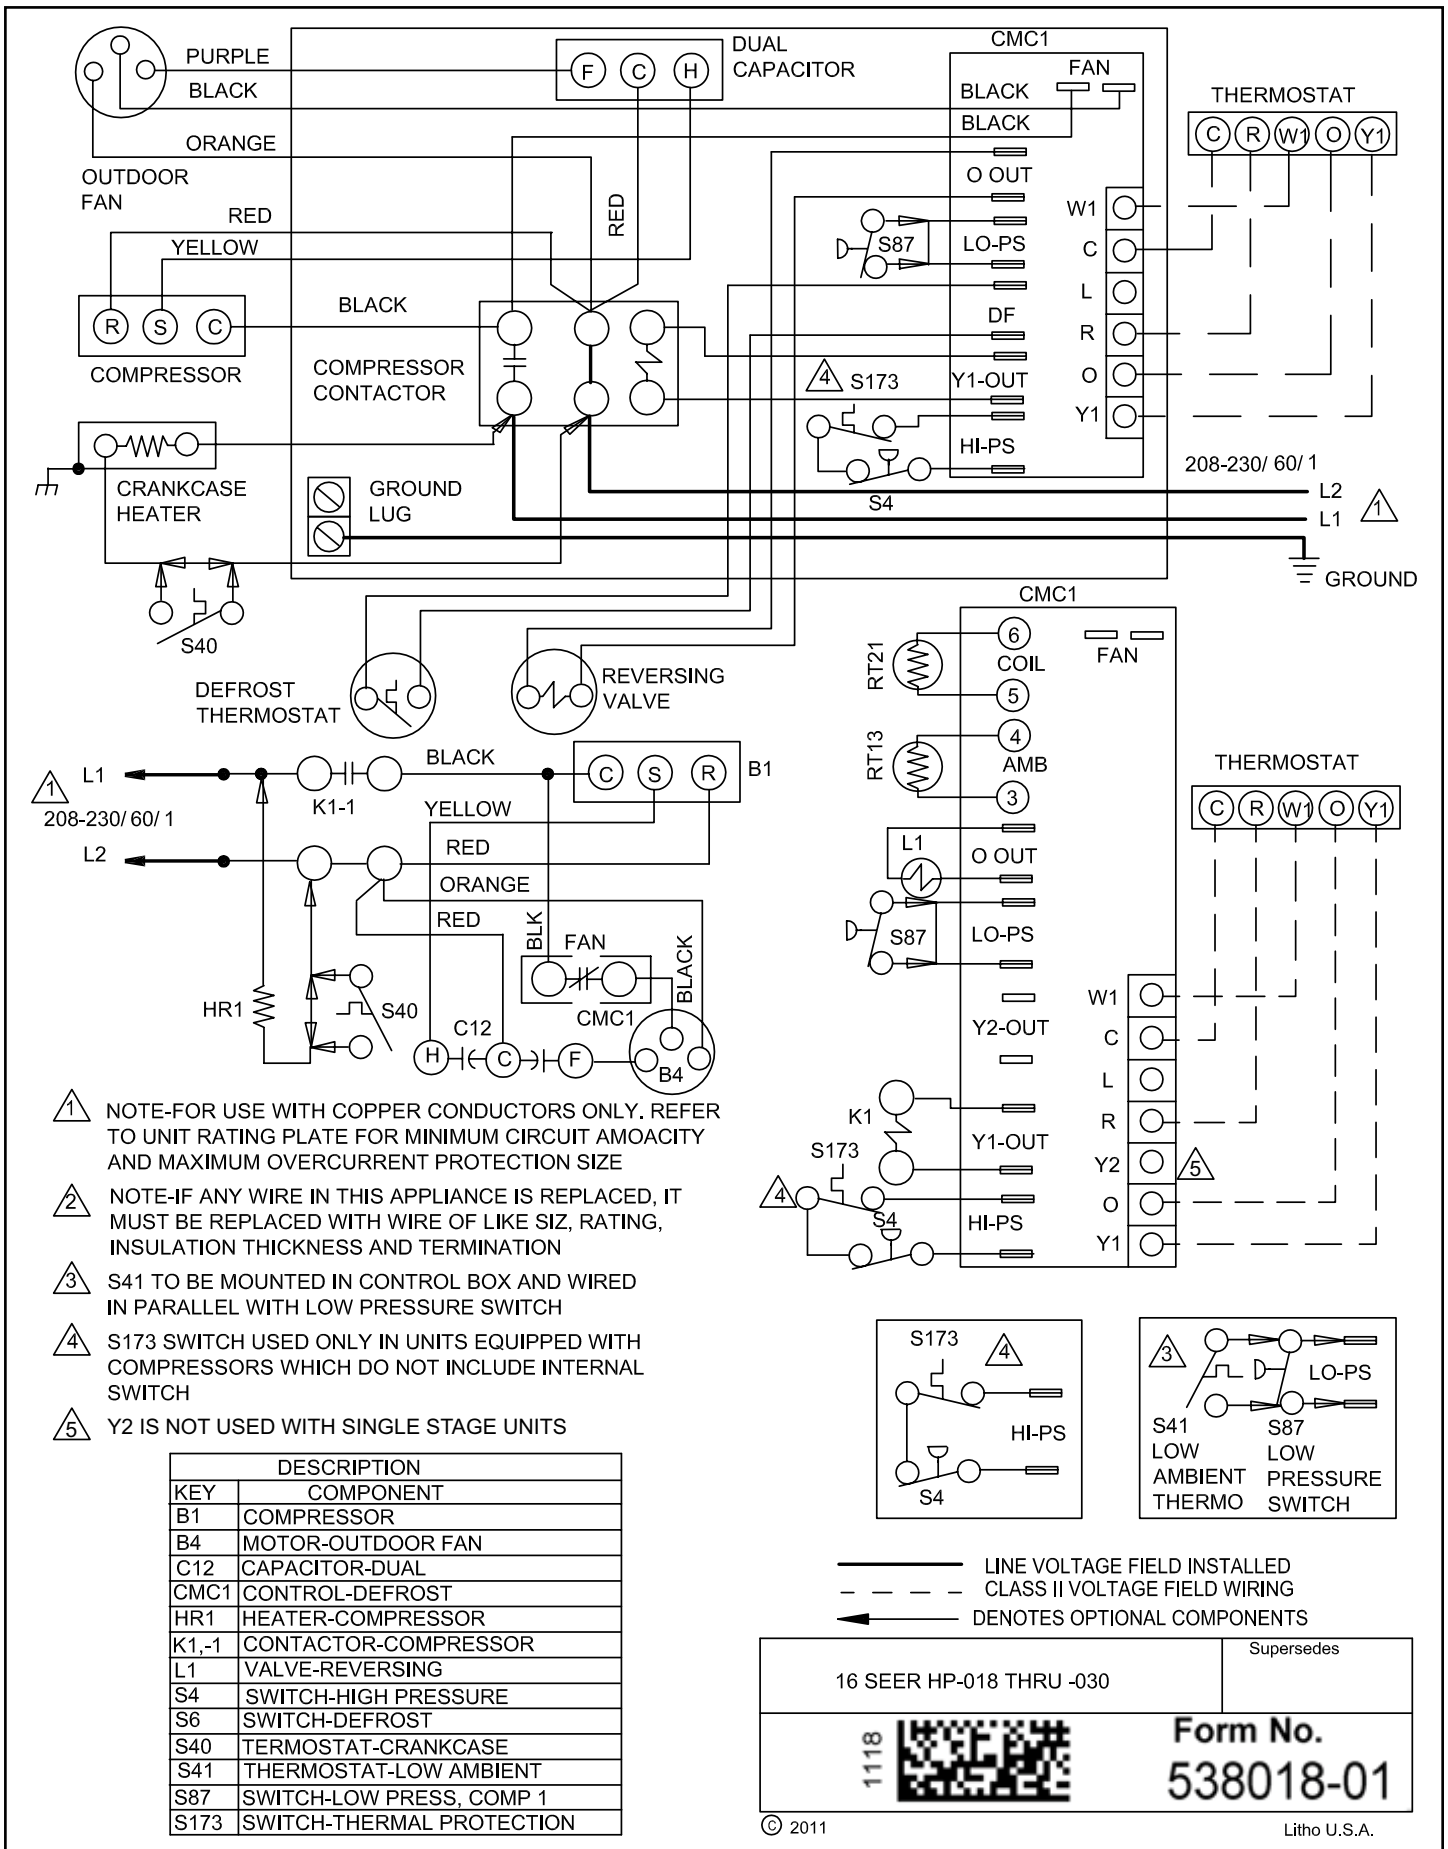 PURPLE
BLACK
ORANGE
OUTDOOR
FAN
F C H
DUAL
CAPACITOR
CMC1
FAN
BLACK
BLACK
THERMOSTAT
C R W1 O Y1
O OUT
LO-PS
S87
DF
Y1-OUT
HI-PS
W1
C
L
R
O
Y1
RED
YELLOW
RED
R S C
BLACK
COMPRESSOR
COMPRESSOR
CONTACTOR
4 S173
S4
CRANKCASE
HEATER
GROUND
LUG
208-230/ 60/ 1
L2
L1
1
GROUND
S40
DEFROST
THERMOSTAT
REVERSING
VALVE
CMC1
6
COIL
5
RT21
4
AMB
3
RT13
FAN
L1
O OUT
S87
LO-PS
Y2-OUT
K1
Y1-OUT
S173
4
S4
HI-PS
W1
C
L
R
Y2
5
O
Y1
THERMOSTAT
C R W1 O Y1
L1
1
208-230/ 60/ 1
L2
K1-1
BLACK
C S R
B1
YELLOW
RED
ORANGE
RED
BLK
FAN
BLACK
CMC1
HR1
S40
C12
H C F
B4
1 NOTE-FOR USE WITH COPPER CONDUCTORS ONLY. REFER
TO UNIT RATING PLATE FOR MINIMUM CIRCUIT AMOACITY
AND MAXIMUM OVERCURRENT PROTECTION SIZE
2 NOTE-IF ANY WIRE IN THIS APPLIANCE IS REPLACED, IT
MUST BE REPLACED WITH WIRE OF LIKE SIZ, RATING,
INSULATION THICKNESS AND TERMINATION
3 S41 TO BE MOUNTED IN CONTROL BOX AND WIRED
IN PARALLEL WITH LOW PRESSURE SWITCH
4 S173 SWITCH USED ONLY IN UNITS EQUIPPED WITH
COMPRESSORS WHICH DO NOT INCLUDE INTERNAL
SWITCH
5 Y2 IS NOT USED WITH SINGLE STAGE UNITS
DESCRIPTION
KEY COMPONENT
B1 COMPRESSOR
B4 MOTOR-OUTDOOR FAN
C12 CAPACITOR-DUAL
CMC1 CONTROL-DEFROST
HR1 HEATER-COMPRESSOR
K1,-1 CONTACTOR-COMPRESSOR
L1 VALVE-REVERSING
S4 SWITCH-HIGH PRESSURE
S6 SWITCH-DEFROST
S40 TERMOSTAT-CRANKCASE
S41 THERMOSTAT-LOW AMBIENT
S87 SWITCH-LOW PRESS, COMP 1
S173 SWITCH-THERMAL PROTECTION
S173
4
HI-PS
S4
3
LO-PS
S41
LOW
AMBIENT
THERMO
S87
LOW
PRESSURE
SWITCH
LINE VOLTAGE FIELD INSTALLED
CLASS II VOLTAGE FIELD WIRING
DENOTES OPTIONAL COMPONENTS
16 SEER HP-018 THRU -030
Supersedes
1118
Form No.
538018-01
© 2011
Litho U.S.A.